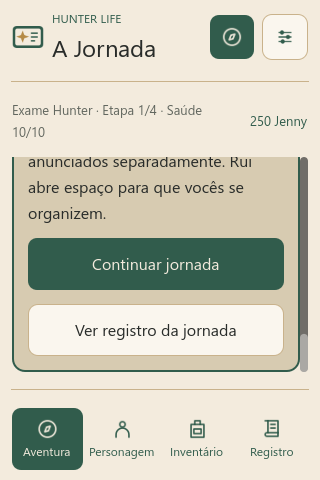 HUNTER LIFE
A Jornada
Exame Hunter · Etapa 1/4 · Saúde
10/10
250 Jenny
anunciados separadamente. Rui
abre espaço para que vocês se
organizem.
Continuar jornada
Ver registro da jornada
Aventura
Personagem
Inventário
Registro